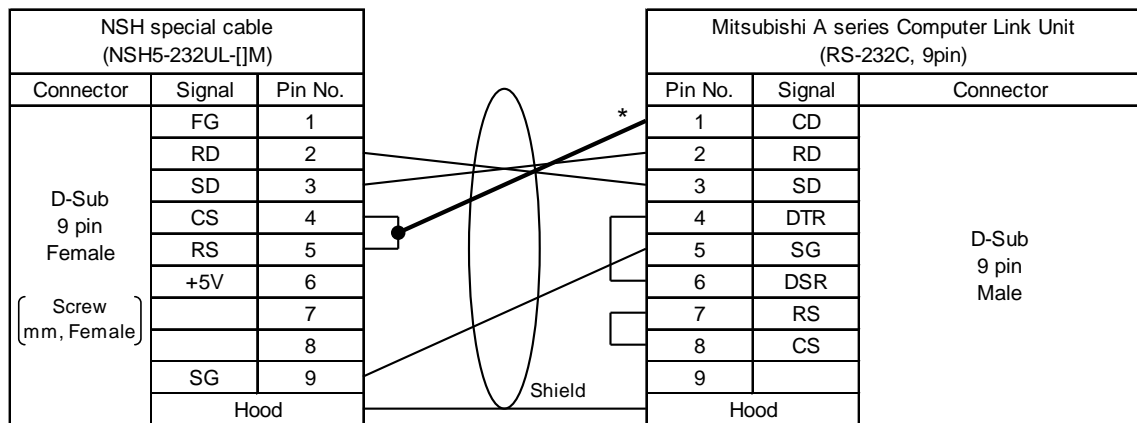 NSH special cable
(NSH5-232UL-[]M)
Mitsubishi A series Computer Link Unit
(RS-232C, 9pin)
Connector Signal Pin No.
Pin No. Signal Connector
FG 1
* 1 CD
RD 2
2 RD
SD 3
3 SD
CS 4
4 DTR
RS 5
5 SG
+5V 6
6 DSR
7
7 RS
8
8 CS
SG 9
9
D-Sub
9 pin
Female
Screw
mm, Female
D-Sub
9 pin
Male
Shield
Hood
Hood